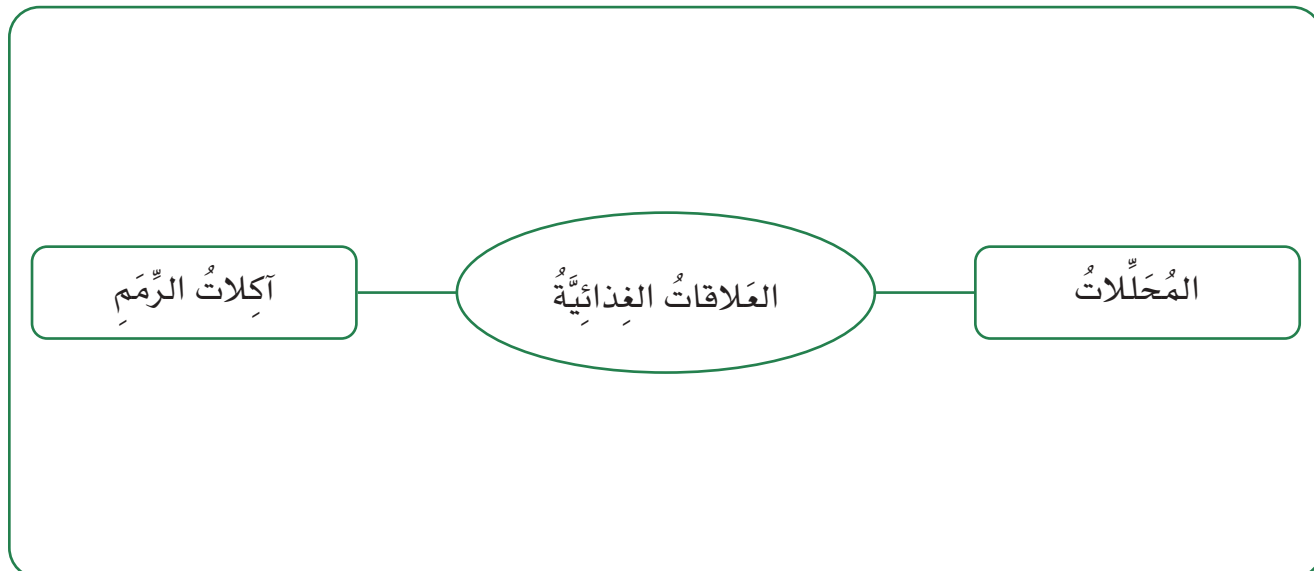 المُحَلِّلاتُ
العَلاقاتُ الغِذائِيَّةُ
آكِلاتُ الرِّمَمِ